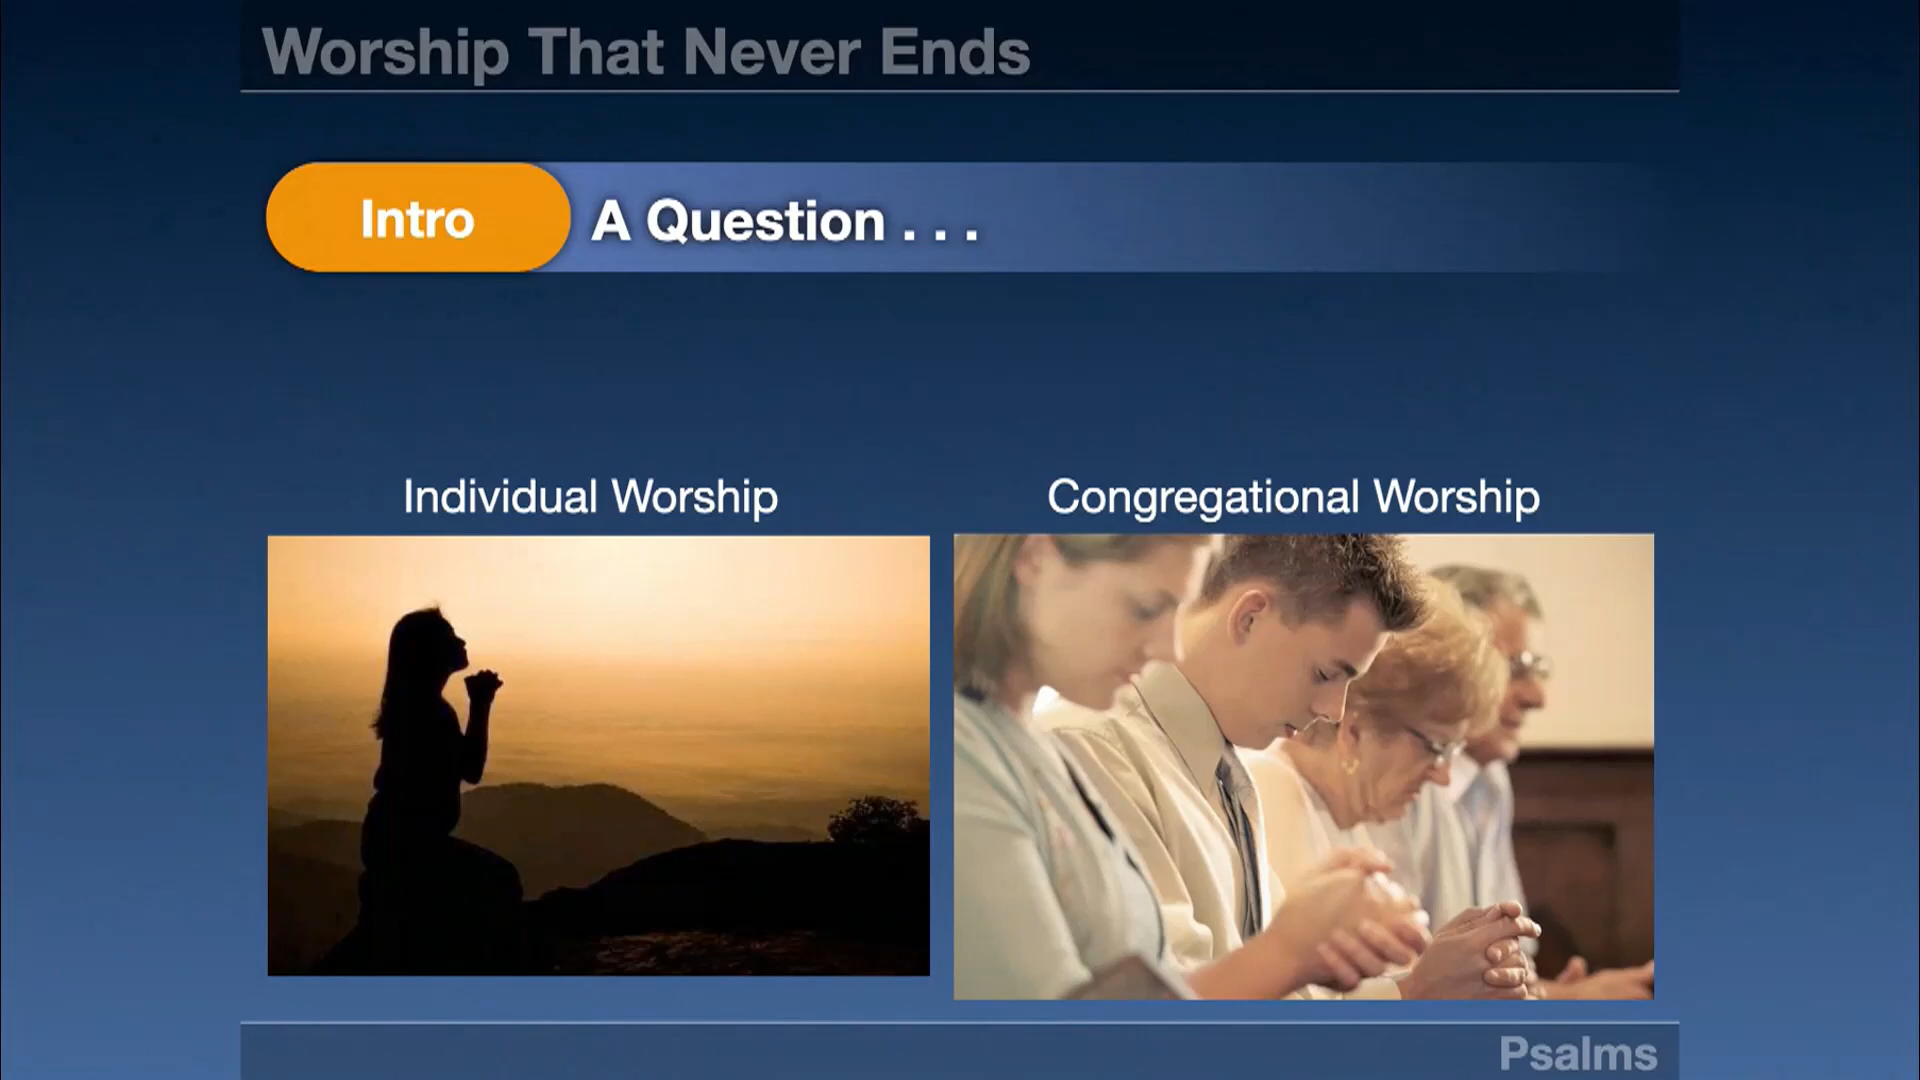 Worship That Never Ends
Intro
A Question . . .
Individual Worship
Congregational Worship
Psalms